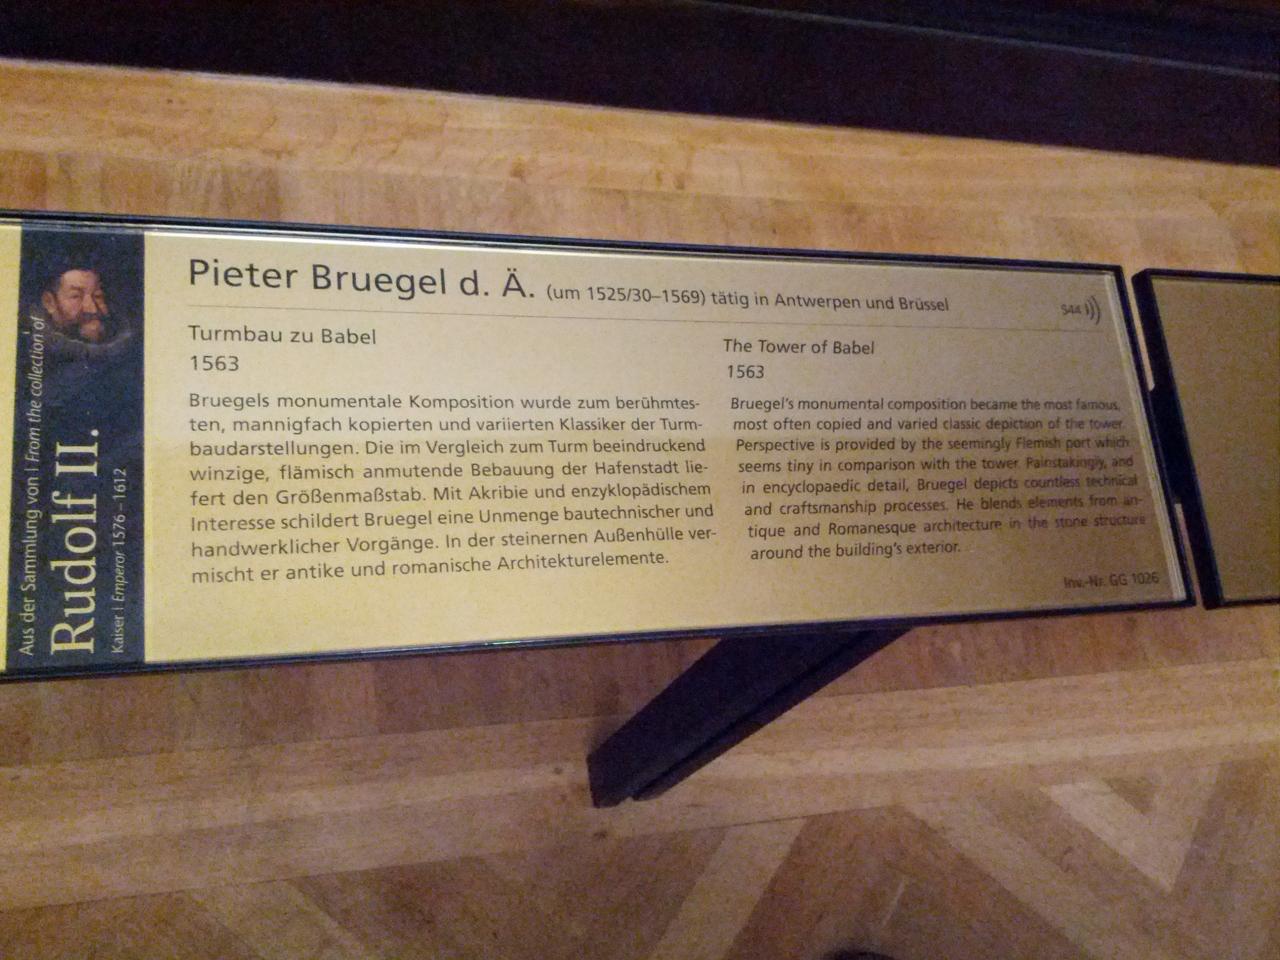 Aus der Sammlung von | From the collection of
Rudolf II.
Kaiser | Emperor 1576 – 1612
Pieter Bruegel d. Ä. (um 1525/30–1569) tätig in Antwerpen und Brüssel
544
Turmbau zu Babel
1563
Bruegels monumentale Komposition wurde zum berühmtes-
ten, mannigfach kopierten und variierten Klassiker der Turm-
baudarstellungen. Die im Vergleich zum Turm beeindruckend
winzige, flämisch anmutende Bebauung der Hafenstadt lie-
fert den Größenmaßstab. Mit Akribie und enzyklopädischem
Interesse schildert Bruegel eine Unmenge bautechnischer und
handwerklicher Vorgänge. In der steinernen Außenhülle ver-
mischt er antike und romanische Architekturelemente.
The Tower of Babel
1563
Bruegel's monumental composition became the most famous,
most often copied and varied classic depiction of the tower.
Perspective is provided by the seemingly Flemish port which
seems tiny in comparison with the tower. Painstakingly, and
in encyclopaedic detail, Bruegel depicts countless technical
and craftsmanship processes. He blends elements from an-
tique and Romanesque architecture in the stone structure
around the building's exterior.
Inv.-Nr. GG 1026